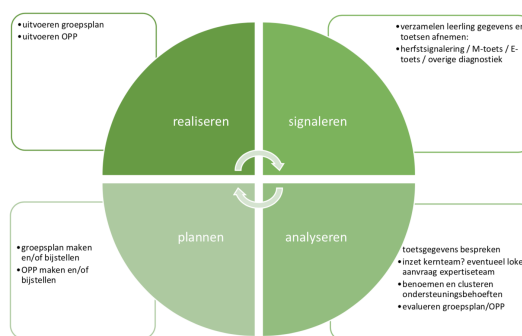 •uitvoeren groepsplan
•uitvoeren OPP
•verzamelen leerling gegevens en
toetsen afnemen:
•herfstsignalering / M-toets / E-
toets / overige diagnostiek
realiseren
signaleren
plannen
analyseren
•groepsplan maken
en/of bijstellen
•OPP maken en/of
bijstellen
toetsgegevens bespreken
•inzet kernteam? eventueel
aanvraag expertiseteam
•benoemen en clusteren
ondersteuningsbehoeften
•evalueren groepsplan/OPP